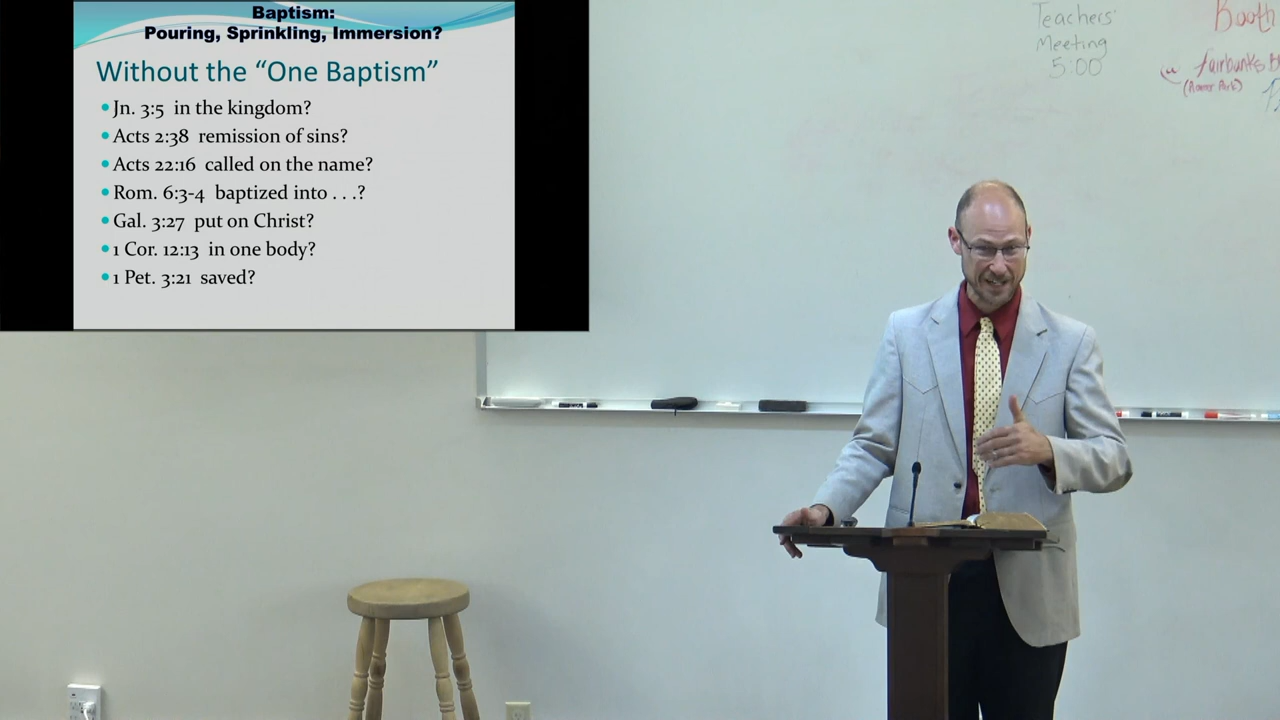 Baptism:
Pouring, Sprinkling, Immersion?
Without the “One Baptism”
Jn. 3:5 in the kingdom?
Acts 2:38 remission of sins?
Acts 22:16 called on the name?
Rom. 6:3-4 baptized into . . .?
Gal. 3:27 put on Christ?
1 Cor. 12:13 in one body?
1 Pet. 3:21 saved?
Teachers'
Meeting
5:00
Booth
Fairbanks